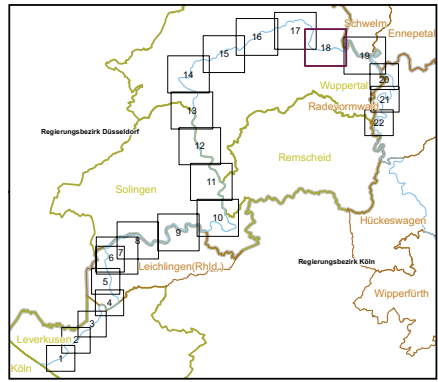 Schwelm
17
16
18
Ennepetal
15
19
14
20
Wuppertal
21
13
Radevormwald
22
Regierungsbezirk Düsseldorf
12
Remscheid
11
Solingen
10
Hückeswagen
9
8
7
6
Regierungsbezirk Köln
Leichlingen(Rhld.)
5
Wipperfürth
4
3
Leverkusen
2
1
Köln